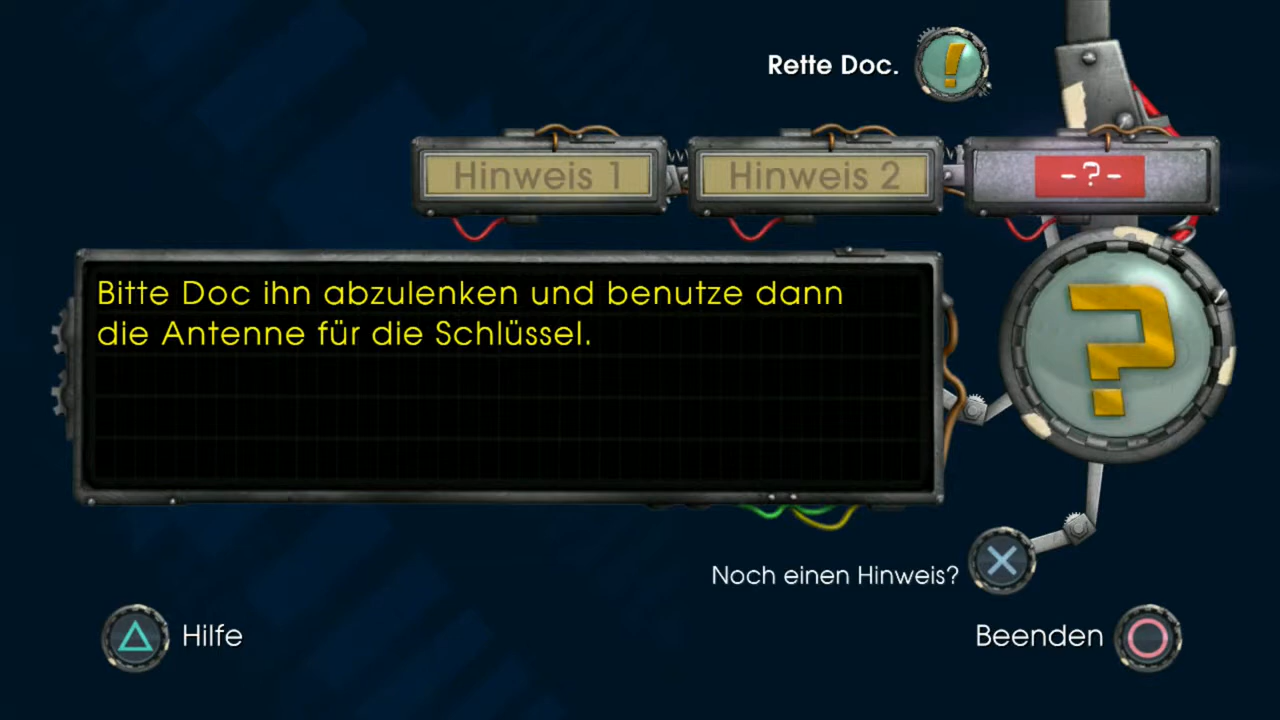 Rette Doc.
Hinweis 1
Hinweis 2
-?-
Bitte Doc ihn abzulenken und benutze dann
die Antenne für die Schlüssel.
Noch einen Hinweis?
Hilfe
Beenden